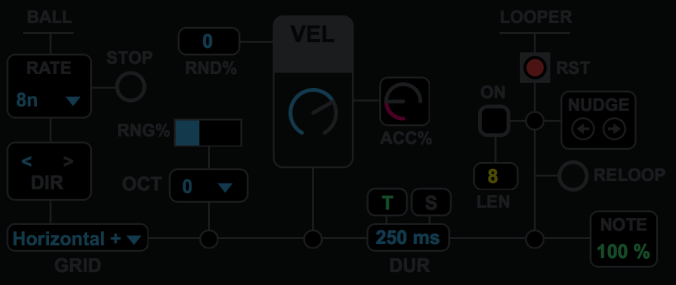 BALL
RATE
8n
STOP
< >
DIR
Horizontal +
GRID
0
RND%
RNG%
OCT
0
VEL
ACC%
T S
250 ms
DUR
LOOPER
RST
ON
NUDGE
8
LEN
RELOOP
NOTE
100 %